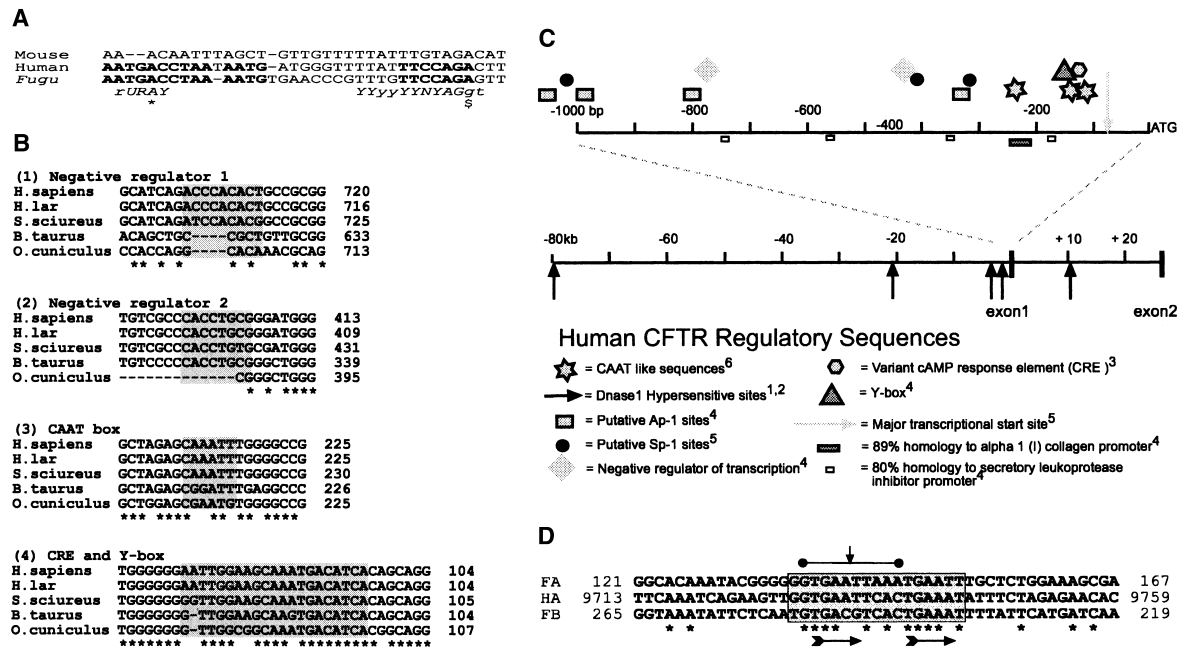 A
Mouse AA--ACAATTTAGCT-GTTGTTTTTATTTGTAGACAT
Human AATGACCTAATAATG-ATGGGTTTTATTTCCAGACTT
Fugu AATGACCTAA-AATGTGAACCCGTTTGTTCCAGAGTT
rURAY YYyyYYNYAGgt
* $
B
(1) Negative regulator 1
H.sapiens GCATCAGACCCACACTGCCGCGG 720
H.lar GCATCAGACCCACACTGCCGCGG 716
S.sciureus GCATCAGATCCACACGGCCGCGG 725
B.taurus ACAGCTGC----CGCTGTTGCGG 633
O.cuniculus CCACCAGG----CACAAACGCAG 713
** * * * * ** *
(2) Negative regulator 2
H.sapiens TGTCGCCCACCTGCGGGATGGG 413
H.lar TGTCGCCCACCTGCGGGATGGG 409
S.sciureus TGTCGCCCACCTGTGCGATGGG 431
B.taurus TGTCCCCCACCTGCGGGCTGGG 339
O.cuniculus -------------CGGGCTGGG 395
* * ****
(3) CAAT box
H.sapiens GCTAGAGCAAATTTGGGGCCG 225
H.lar GCTAGAGCAAATTTGGGGCCG 225
S.sciureus GCTAGAGCAAATTTGGGGCCG 230
B.taurus GCTAGAGCGGATTTGAGGCCC 226
O.cuniculus GCTGGAGCGAATGTGGGGCCG 225
*** **** ** ** ****
(4) CRE and Y-box
H.sapiens TGGGGGGAATTGGAAGCAAATGACATCACAGCAGG 104
H.lar TGGGGGGAATTGGAAGCAAATGACATCACAGCAGG 104
S.sciureus TGGGGGGGGTTGGAAGCAAATGACATCACAGCAGG 105
B.taurus TGGGGGGG-TTGGAAGCAAGTGACATCACAGCAGG 104
O.cuniculus TGGGGGGG-TTGGCGGCAAATGACATCACGGCAGG 107
******* **** **** ********* *****
C
-1000 bp -800 -600 -400 -200 ATG
-80kb -60 -40 -20 +10 +20
exon1 exon2
Human CFTR Regulatory Sequences
= CAAT like sequences6
= Variant cAMP response element (CRE )3
= Dnase1 Hypersensitive sites1,2
= Y-box4
= Putative Ap-1 sites4
= Major transcriptional start site5
= Putative Sp-1 sites5
= 89% homology to alpha 1 (I) collagen promoter4
= Negative regulator of transcription4
= 80% homology to secretory leukoprotease
inhibitor promoter4
D
FA 121 GGCACAAATACGGGGGGTGAATTAAATGAATTTGCTCTGGAAAGCGA 167
HA 9713 TTCAAATCAGAAGTTGGTGAATTCACTGAAATATTTCTAGAGAACAC 9759
FB 265 GGTAAATATTCTCAATGTGACGTCACTGAAATTTTTATTCATGATCAA 219
* * **** * * **** * * * *